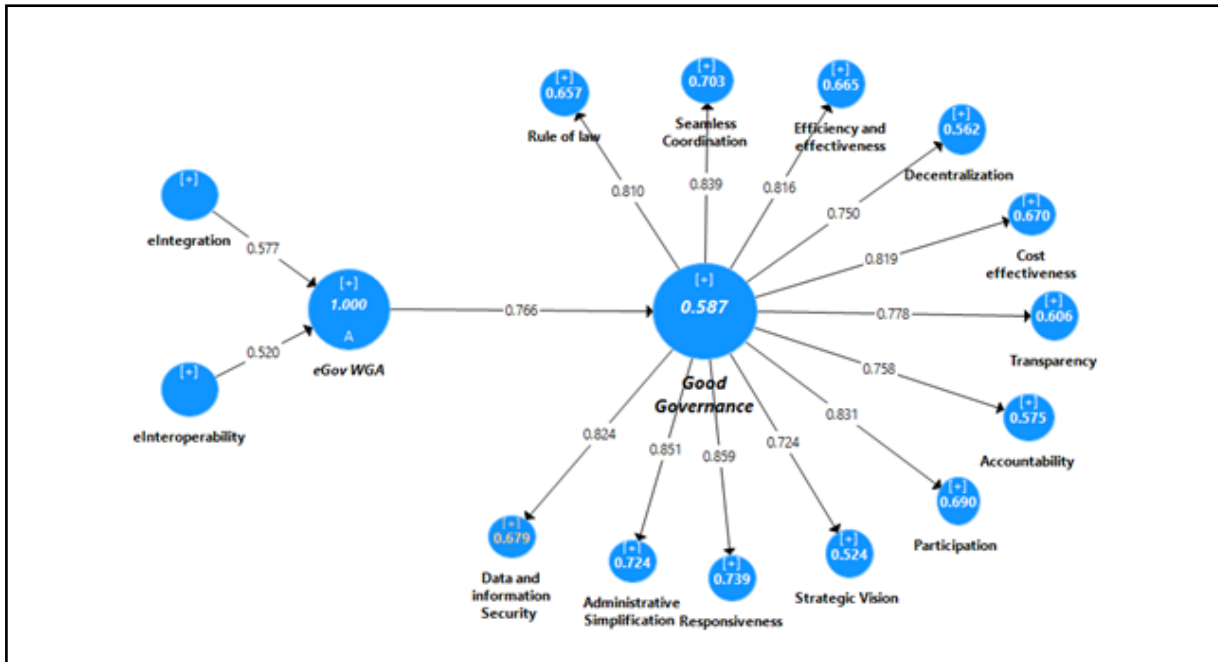 [+]
0.657
Rule of law
[+]
0.703
Seamless
Coordination
[+]
0.665
Efficiency and
effectiveness
[+]
0.562
Decentralization
[+]
0.670
Cost
effectiveness
[+]
0.606
Transparency
[+]
0.575
Accountability
[+]
0.690
Participation
[+]
0.524
Strategic Vision
[+]
0.739
Responsiveness
[+]
0.724
Administrative
Simplification
[+]
0.679
Data and
information
Security
[+]
eIntegration
[+]
eInteroperability
0.577
0.520
[+]
1.000
A
eGov WGA
0.766
[+]
0.587
Good
Governance
0.810
0.839
0.816
0.750
0.819
0.778
0.758
0.831
0.724
0.859
0.851
0.824